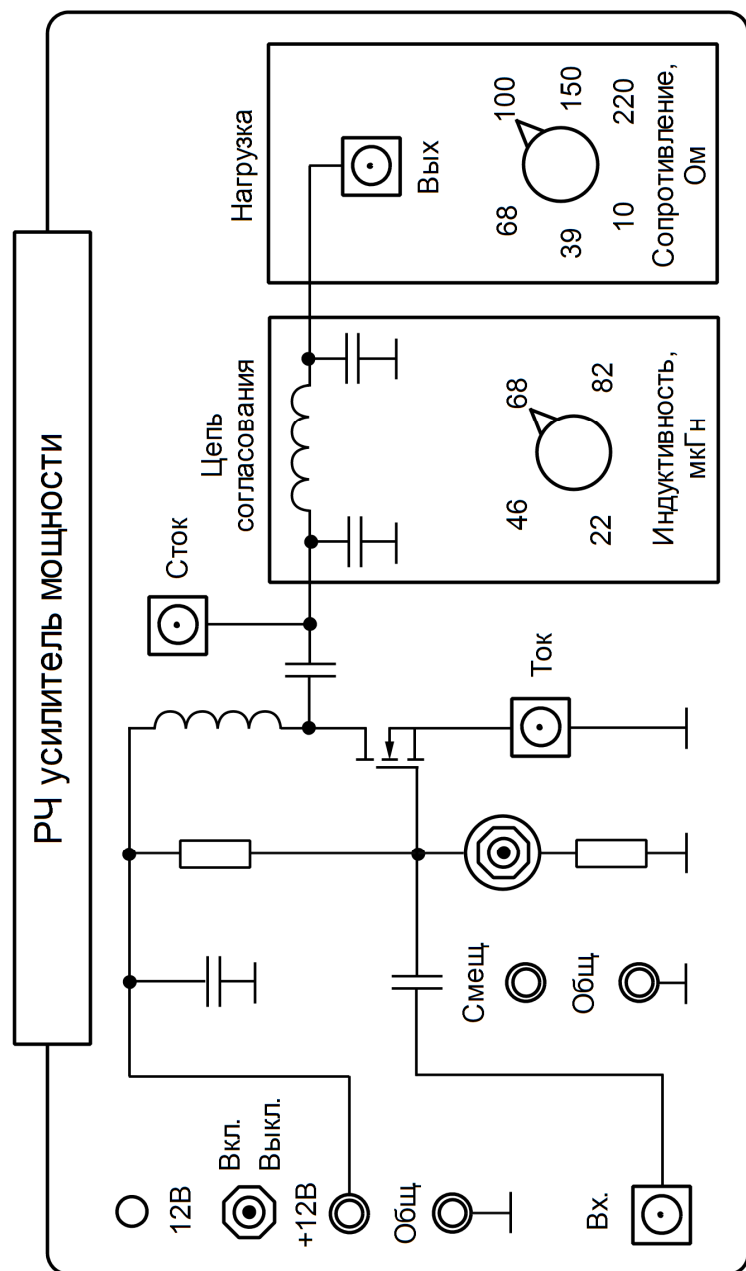 РЧ усилитель мощности
12В
Вкл.
Выкл.
+12В
Общ
Вх.
Смещ
Общ
Сток
Ток
Цепь
согласования
46
68
22
82
Индуктивность,
мкГн
Нагрузка
Вых
68
100
39
150
10
220
Сопротивление,
Ом